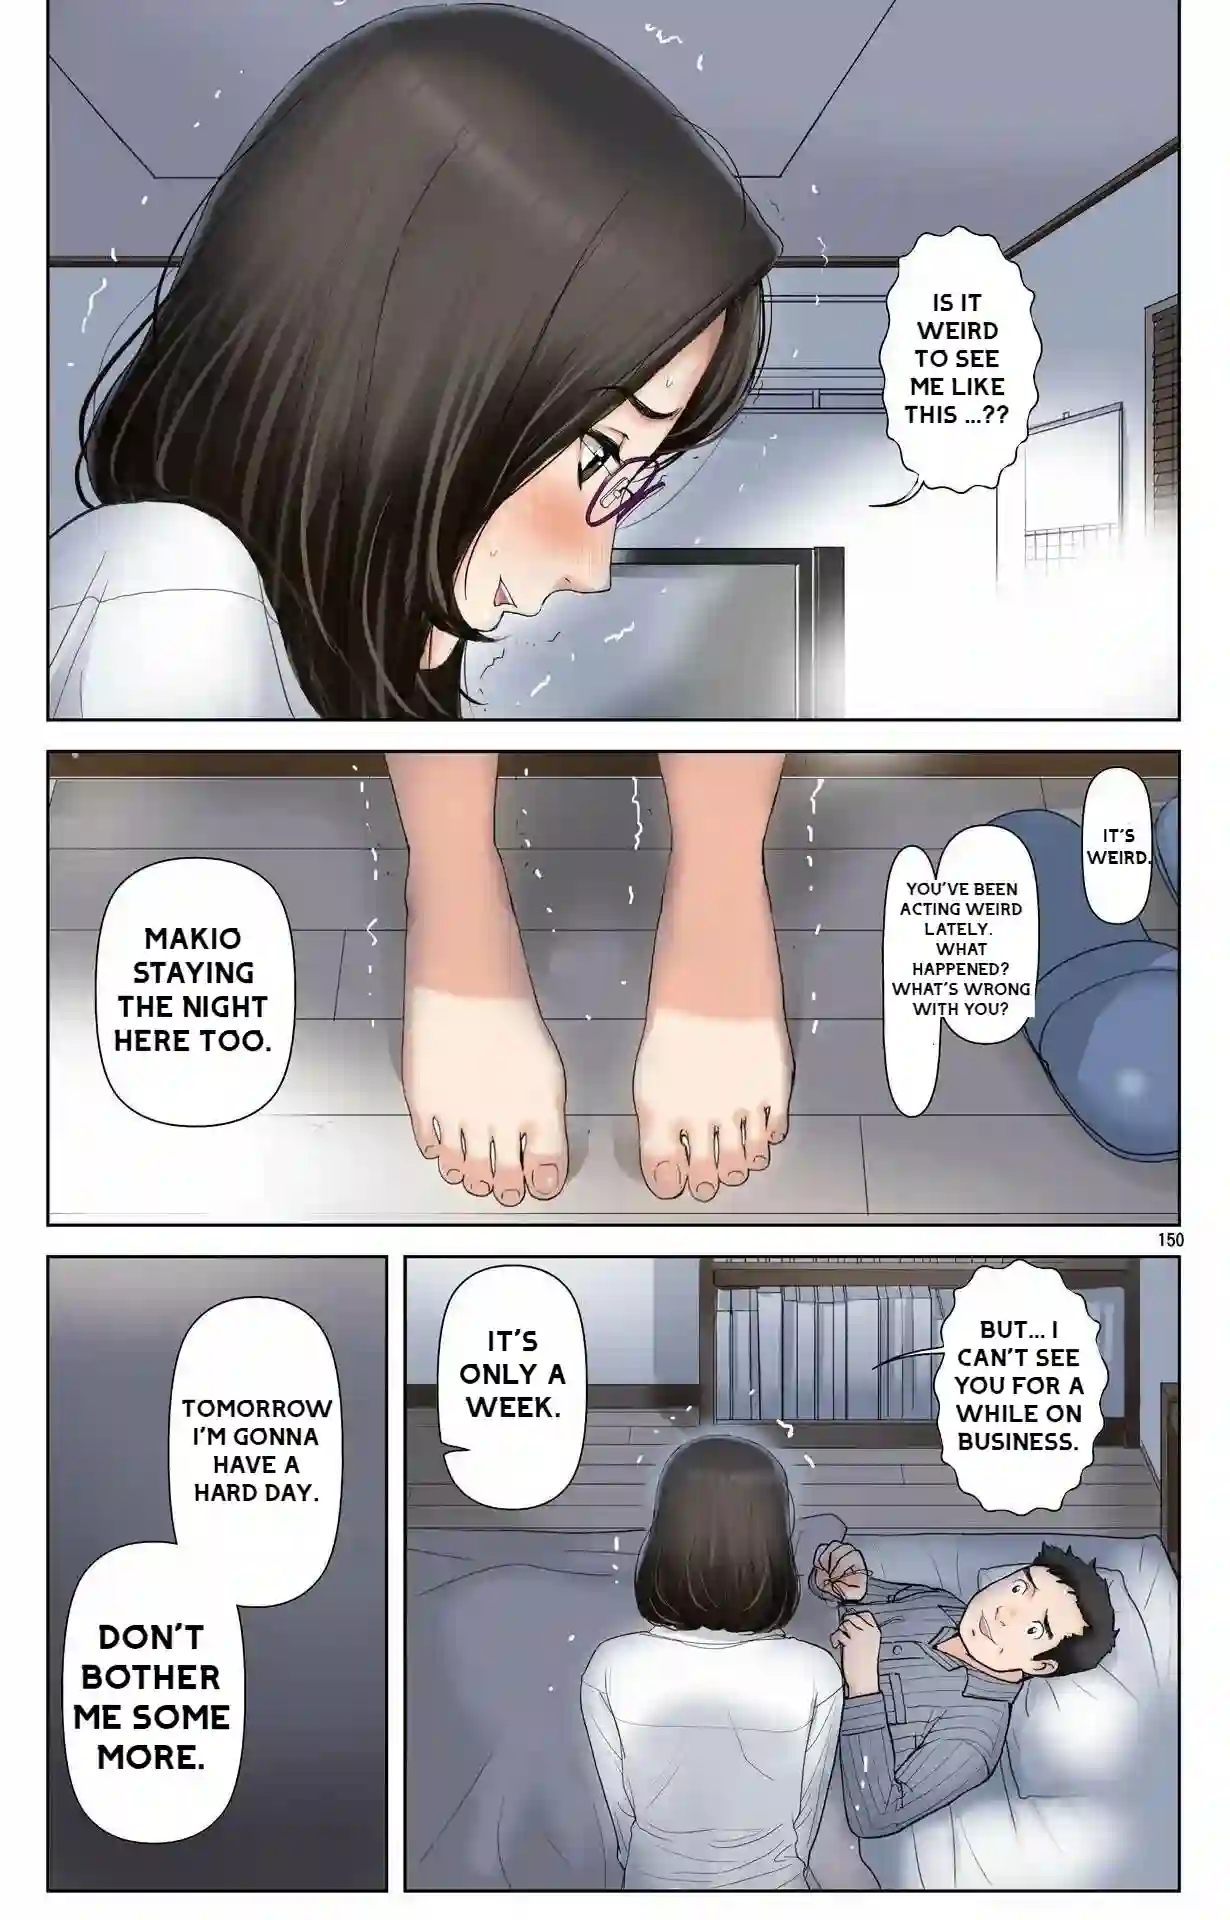 IS IT
WEIRD
TO SEE
ME LIKE
THIS ...??
IT'S
WEIRD.
YOU'VE BEEN
ACTING WEIRD
LATELY.
WHAT
HAPPENED?
WHAT'S WRONG
WITH YOU?
MAKIO
STAYING
THE NIGHT
HERE TOO.
150
BUT... I
CAN'T SEE
YOU FOR A
WHILE ON
BUSINESS.
IT'S
ONLY A
WEEK.
TOMORROW
I'M GONNA
HAVE A
HARD DAY.
DON'T
BOTHER
ME SOME
MORE.